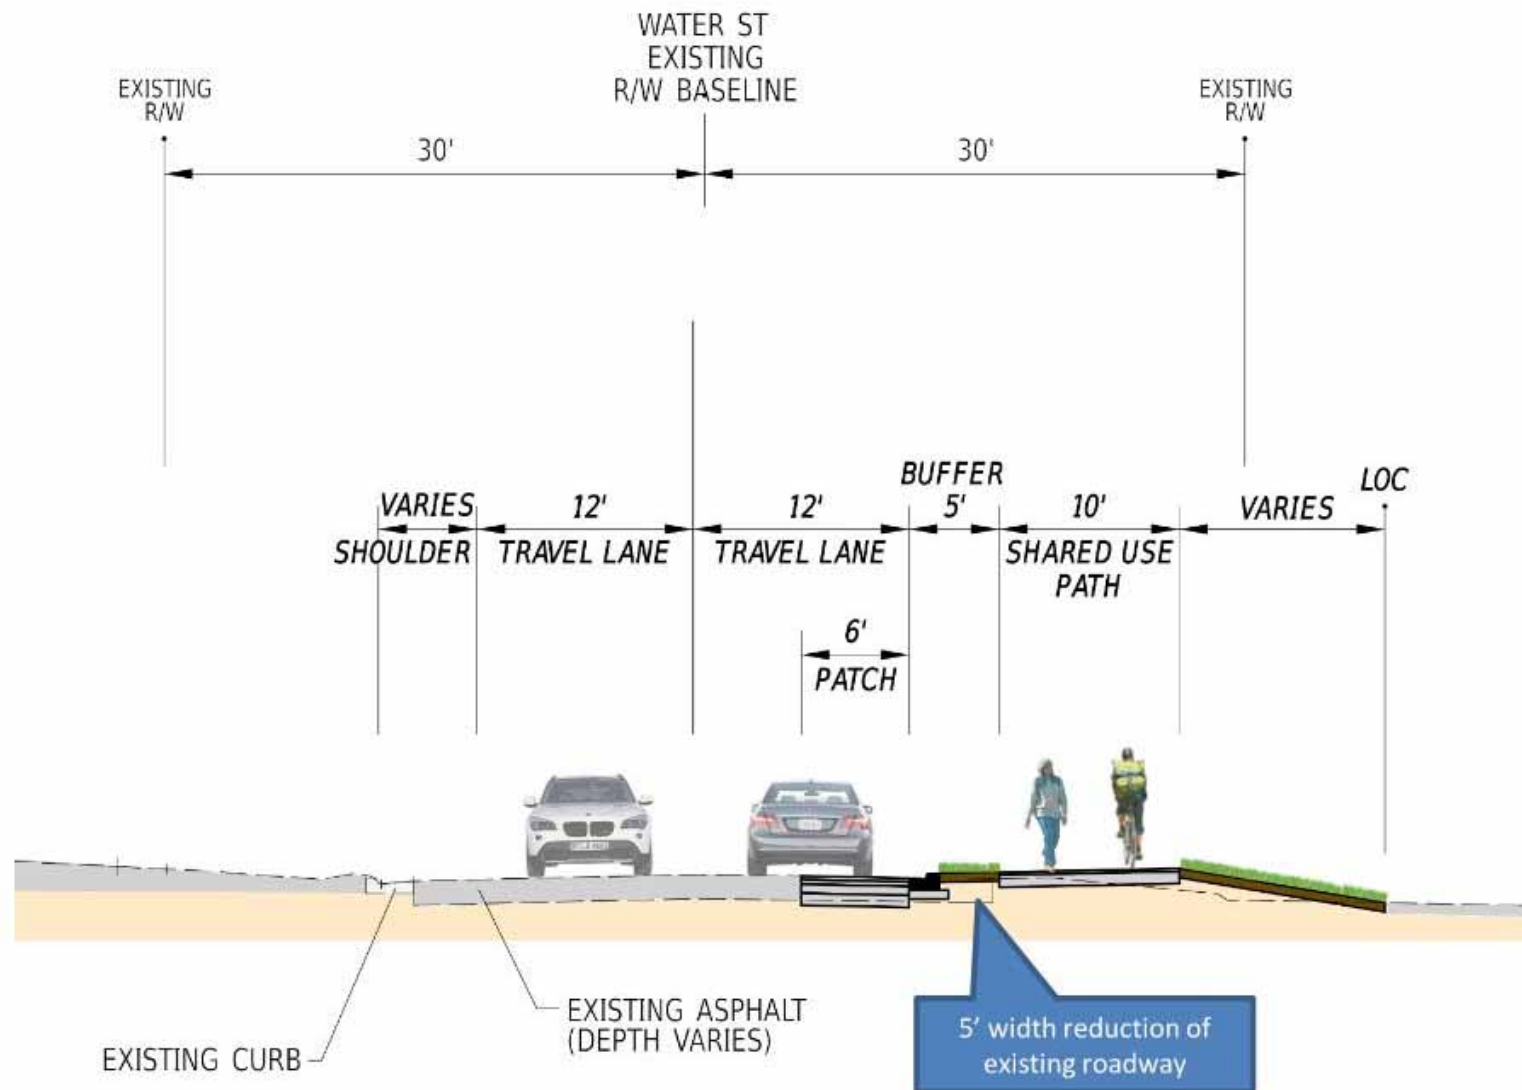 WATER ST
EXISTING
R/W BASELINE
EXISTING
R/W
EXISTING
R/W
30'
30'
BUFFER
LOC
VARIES
12'
12'
5'
10'
VARIES
SHOULDER
TRAVEL LANE
TRAVEL LANE
SHARED USE
PATH
6'
PATCH
EXISTING ASPHALT
(DEPTH VARIES)
EXISTING CURB
5' width reduction of
existing roadway